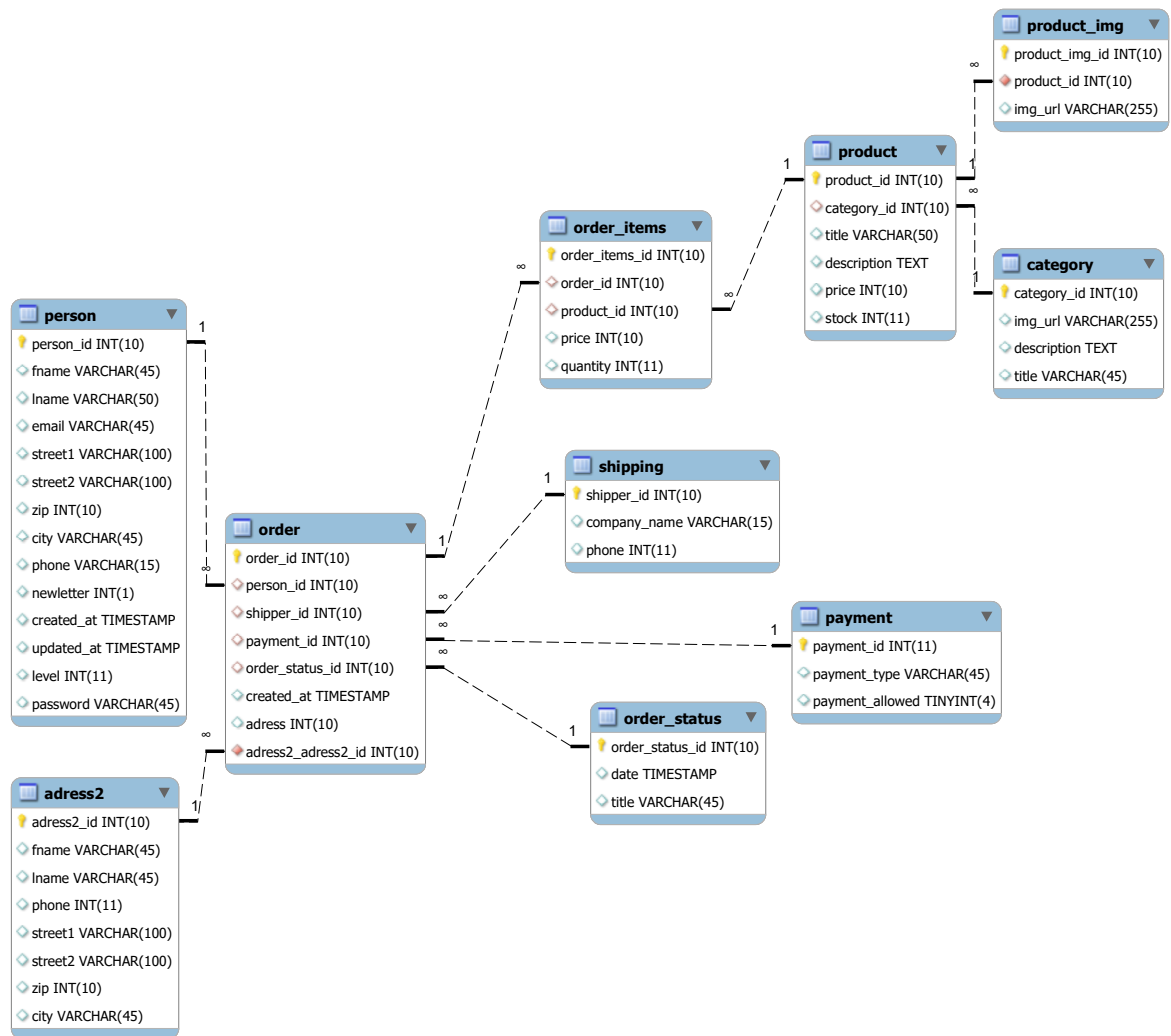 product_img
product_img_id INT(10)
product_id INT(10)
img_url VARCHAR(255)
∞
1
product
product_id INT(10)
category_id INT(10)
title VARCHAR(50)
description TEXT
price INT(10)
stock INT(11)
1
∞
∞
1
category
category_id INT(10)
img_url VARCHAR(255)
description TEXT
title VARCHAR(45)
order_items
order_items_id INT(10)
order_id INT(10)
product_id INT(10)
price INT(10)
quantity INT(11)
∞
1
person
person_id INT(10)
fname VARCHAR(45)
lname VARCHAR(50)
email VARCHAR(45)
street1 VARCHAR(100)
street2 VARCHAR(100)
zip INT(10)
city VARCHAR(45)
phone VARCHAR(15)
newletter INT(1)
created_at TIMESTAMP
updated_at TIMESTAMP
level INT(11)
password VARCHAR(45)
1
∞
order
order_id INT(10)
person_id INT(10)
shipper_id INT(10)
payment_id INT(10)
order_status_id INT(10)
created_at TIMESTAMP
adress INT(10)
adress2_adress2_id INT(10)
∞
∞
∞
1
shipping
shipper_id INT(10)
company_name VARCHAR(15)
phone INT(11)
1
payment
payment_id INT(11)
payment_type VARCHAR(45)
payment_allowed TINYINT(4)
1
order_status
order_status_id INT(10)
date TIMESTAMP
title VARCHAR(45)
∞
1
adress2
adress2_id INT(10)
fname VARCHAR(45)
lname VARCHAR(45)
phone INT(11)
street1 VARCHAR(100)
street2 VARCHAR(100)
zip INT(10)
city VARCHAR(45)